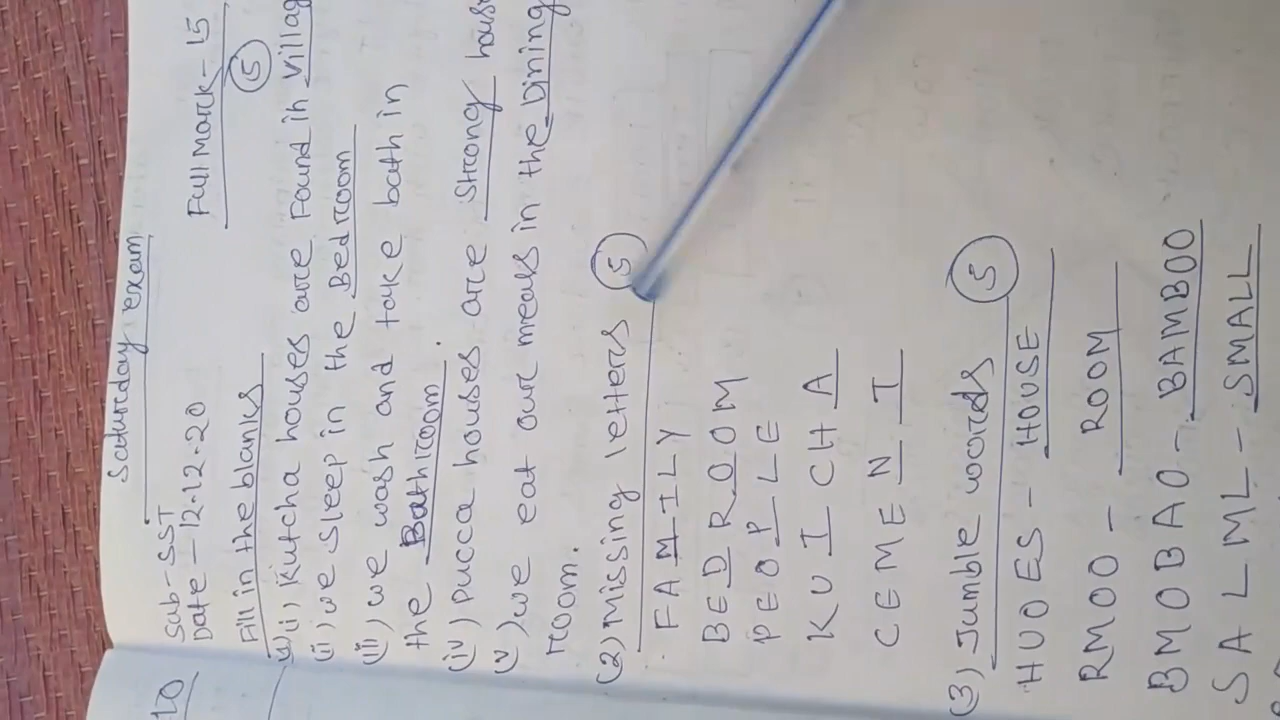 Saturday exam
Sub-SST
Full Mark-15
Date-12.12.20
Fill in the blanks (5)
(i) Kutcha houses are Found in Villag
(ii) we sleep in the Bedroom
(iii) we wash and take bath in
the Bathroom.
(iv) pucca houses are Strong hous
(v) we eat our meals in the Dining
room.
(2) Missing letters (5)
FAMILY
BEDROOM
PEOPLE
KUTCHA
CEMENT
(3) Jumble words (5)
HUOES - HOUSE
RMOO - ROOM
BMOBAO - BAMBOO
SALML - SMALL
10